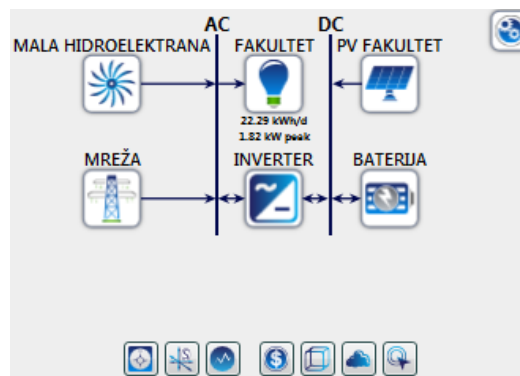 AC DC
MALA HIDROELEKTRANA FAKULTET PV FAKULTET
22.29 kWh/d
1.82 kW peak
MREŽA INVERTER BATERIJA